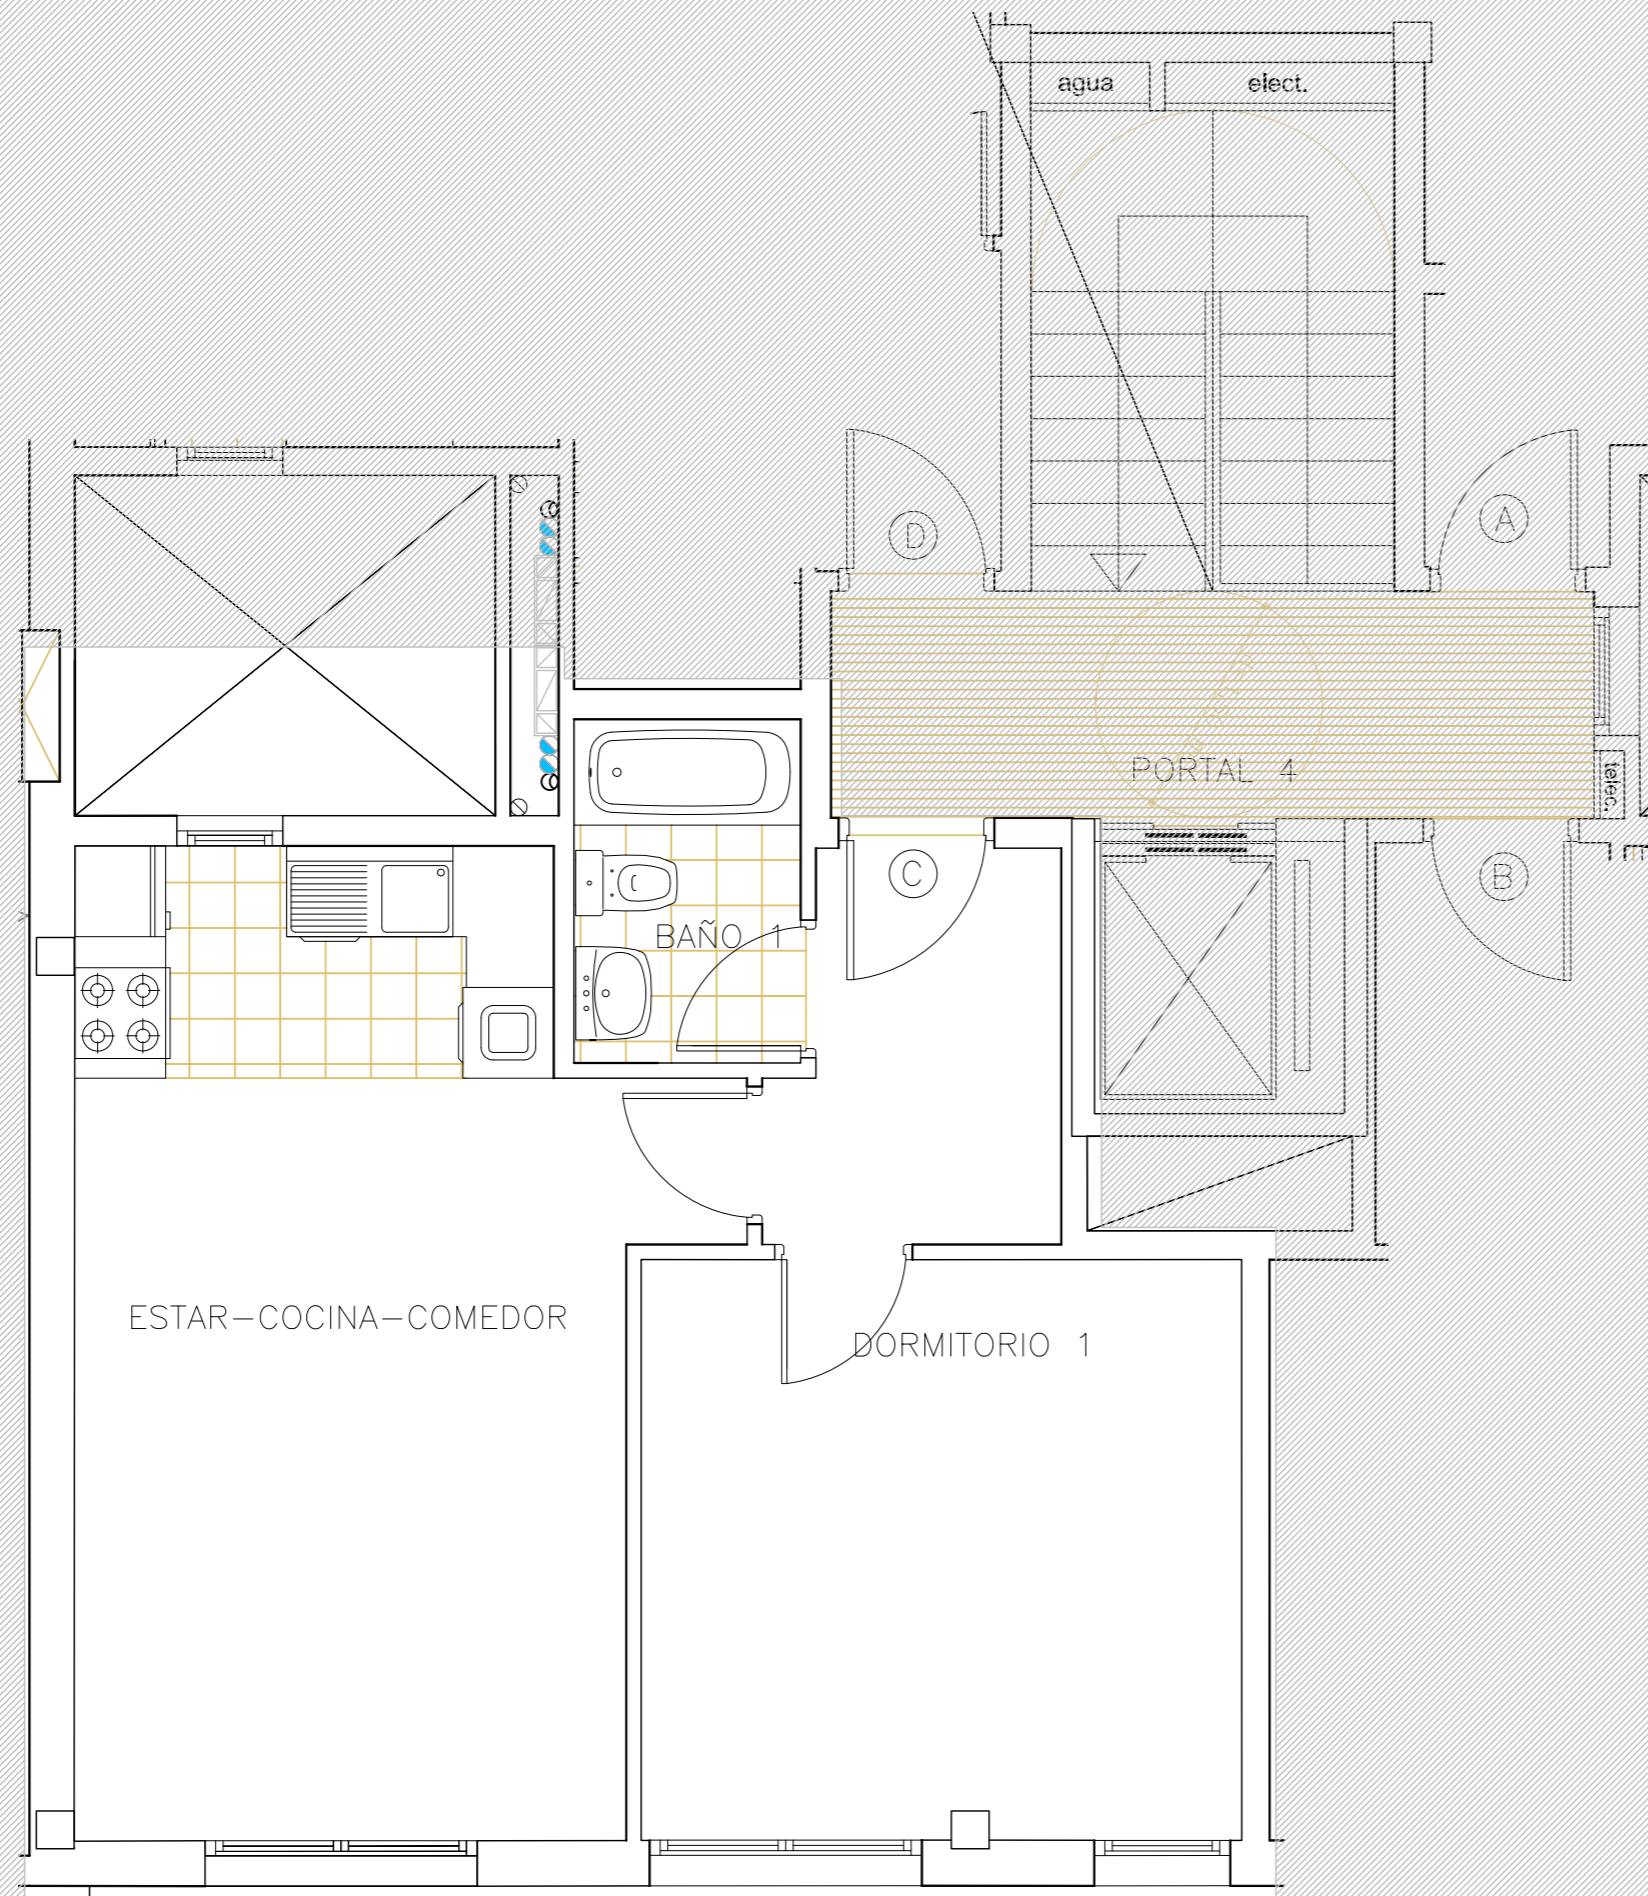 agua
elect.
D
A
PORTAL 4
telec.
C
B
BAÑO 1
ESTAR-COCINA-COMEDOR
DORMITORIO 1